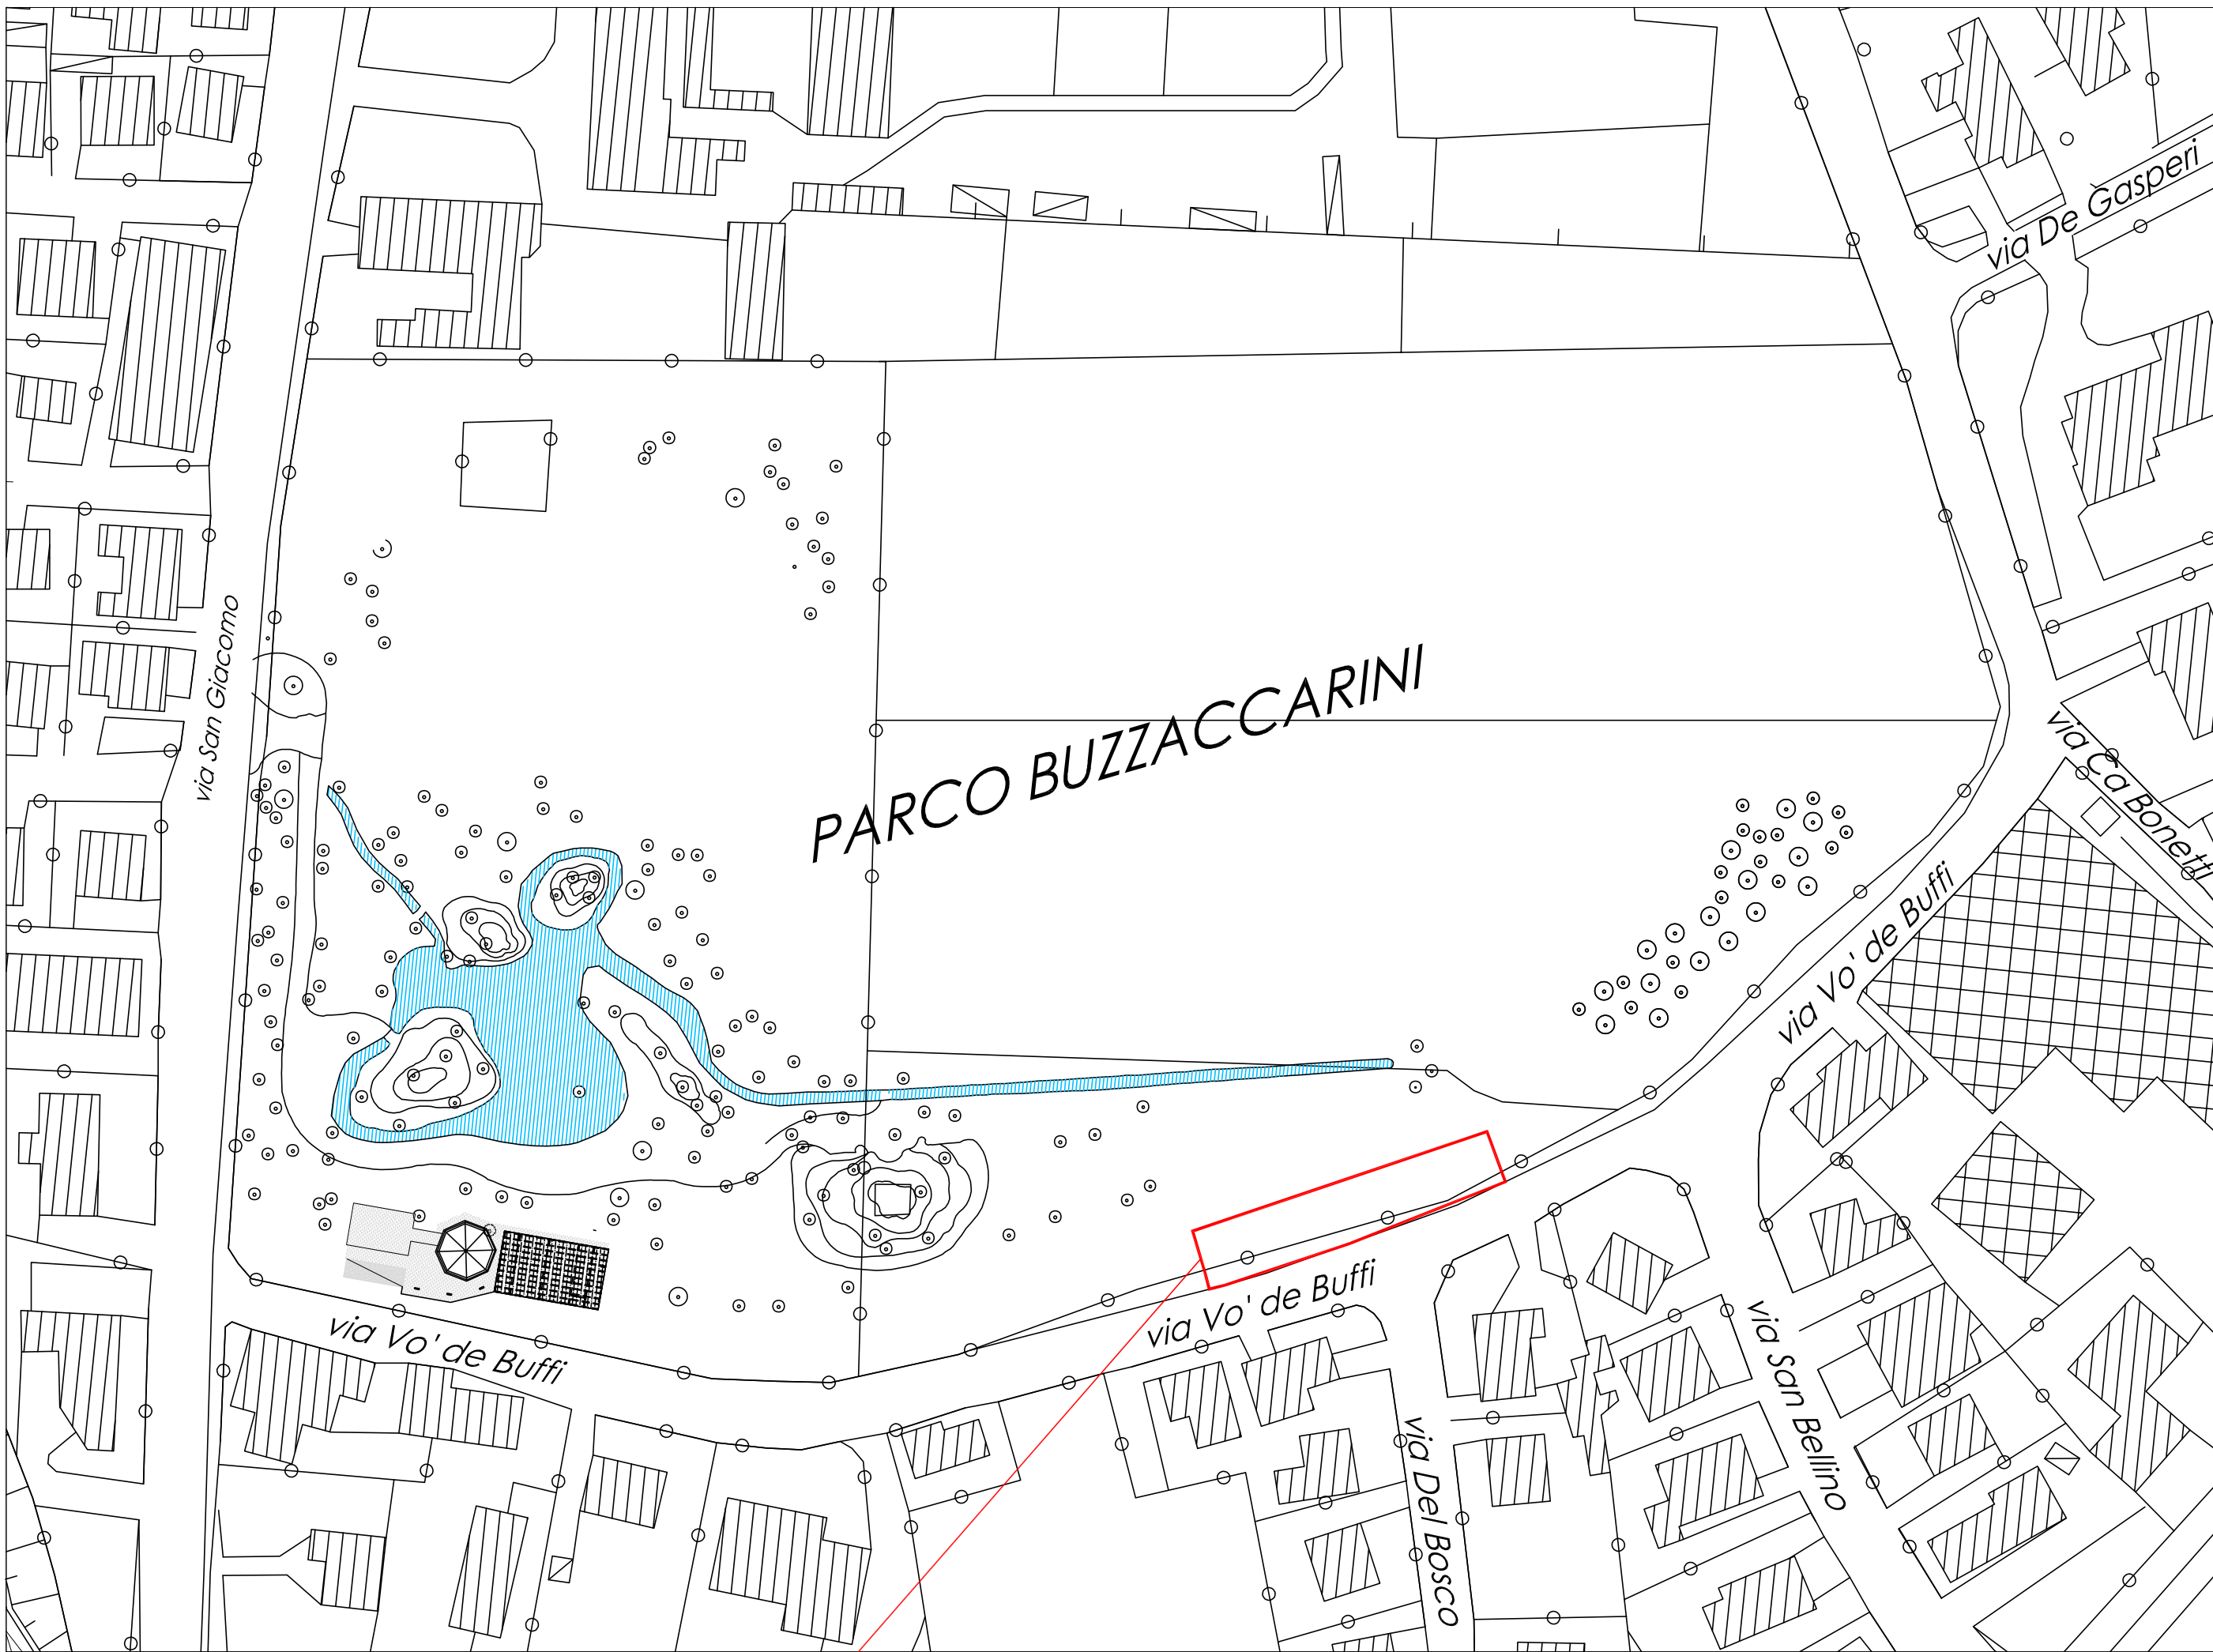 via De Gasperi
via San Giacomo
PARCO BUZZACCARINI
via Ca Bonetti
via Vo' de Buffi
via Vo' de Buffi
via Vo' de Buffi
via San Bellino
via Del Bosco